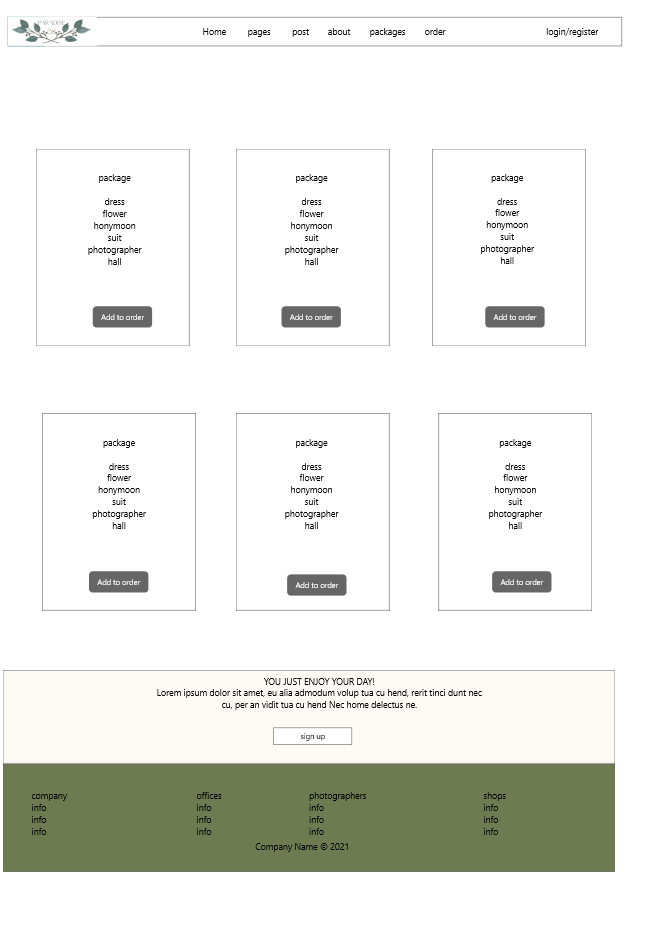 PARADISE
Home pages post about packages order login/register
package
dress
flower
honymoon
suit
photographer
hall
Add to order
package
dress
flower
honymoon
suit
photographer
hall
Add to order
package
dress
flower
honymoon
suit
photographer
hall
Add to order
package
dress
flower
honymoon
suit
photographer
hall
Add to order
package
dress
flower
honymoon
suit
photographer
hall
Add to order
package
dress
flower
honymoon
suit
photographer
hall
Add to order
YOU JUST ENJOY YOUR DAY!
Lorem ipsum dolor sit amet, eu alia admodum volup tua cu hend, rerit tinci dunt nec
cu, per an vidit tua cu hend Nec home delectus ne.
sign up
company
info
info
info
offices
info
info
info
photographers
info
info
info
shops
info
info
info
Company Name © 2021